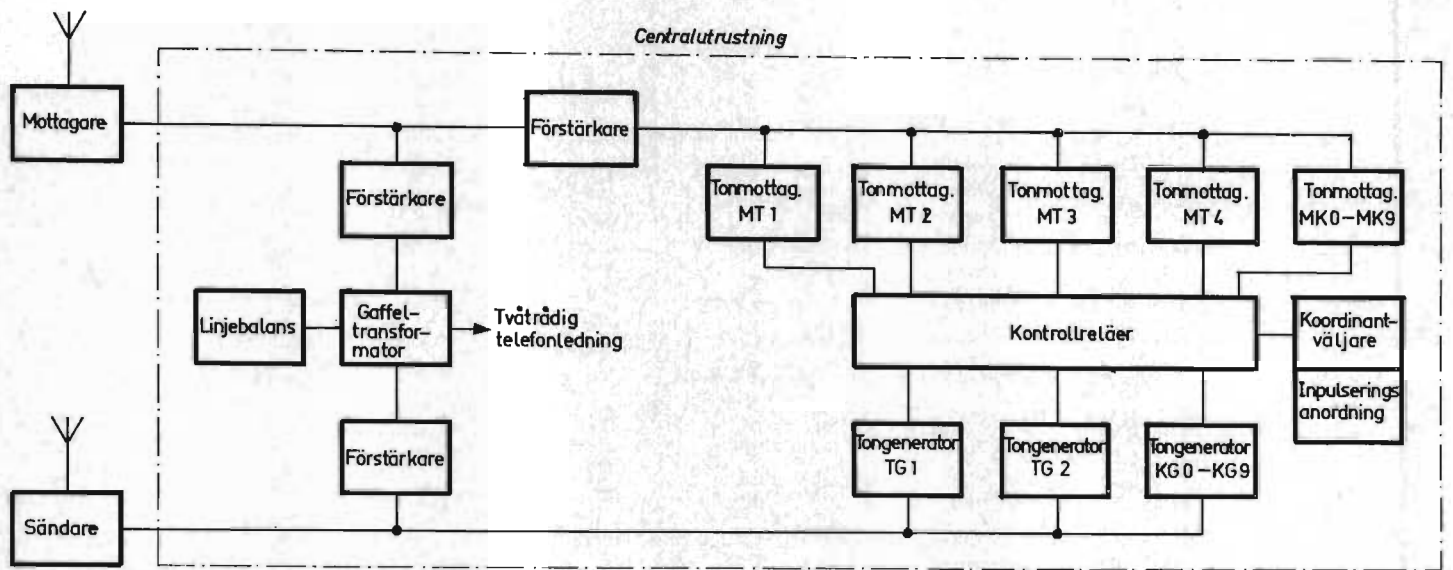 Centralutrustning
Mottagare
Förstärkare
Förstärkare
Tonmottag.
MT 1
Tonmottag.
MT 2
Tonmottag.
MT 3
Tonmottag.
MT 4
Tonmottag.
MK0–MK9
Linjebalans
Gaffel-
transfor-
mator
Tvåtrådig
telefonledning
Kontrollreläer
Koordinant-
väljare
Inpulserings
anordning
Förstärkare
Tongenerator
TG 1
Tongenerator
TG 2
Tongenerator
KG0–KG9
Sändare